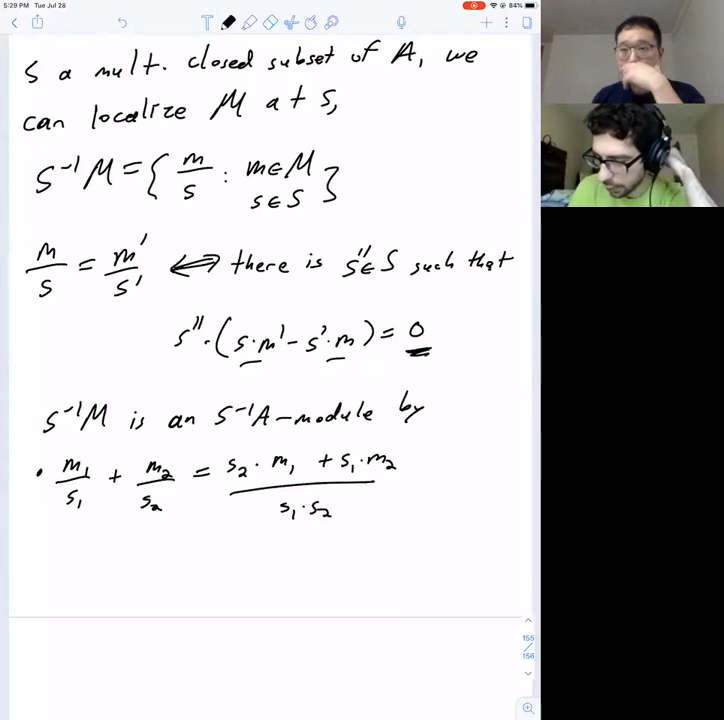 5:29 PM Tue Jul 28
84%
S a mult. closed subset of A, we
can localize M at S,
S⁻¹M = { m/s : m∈M
s∈S }
m/s = m'/s' ⟺ there is s''∈S such that
s''·(s·m' - s'·m) = 0
S⁻¹M is an S⁻¹A-module by
• m₁/s₁ + m₂/s₂ = (s₂·m₁ + s₁·m₂)/(s₁·s₂)
155
/
156